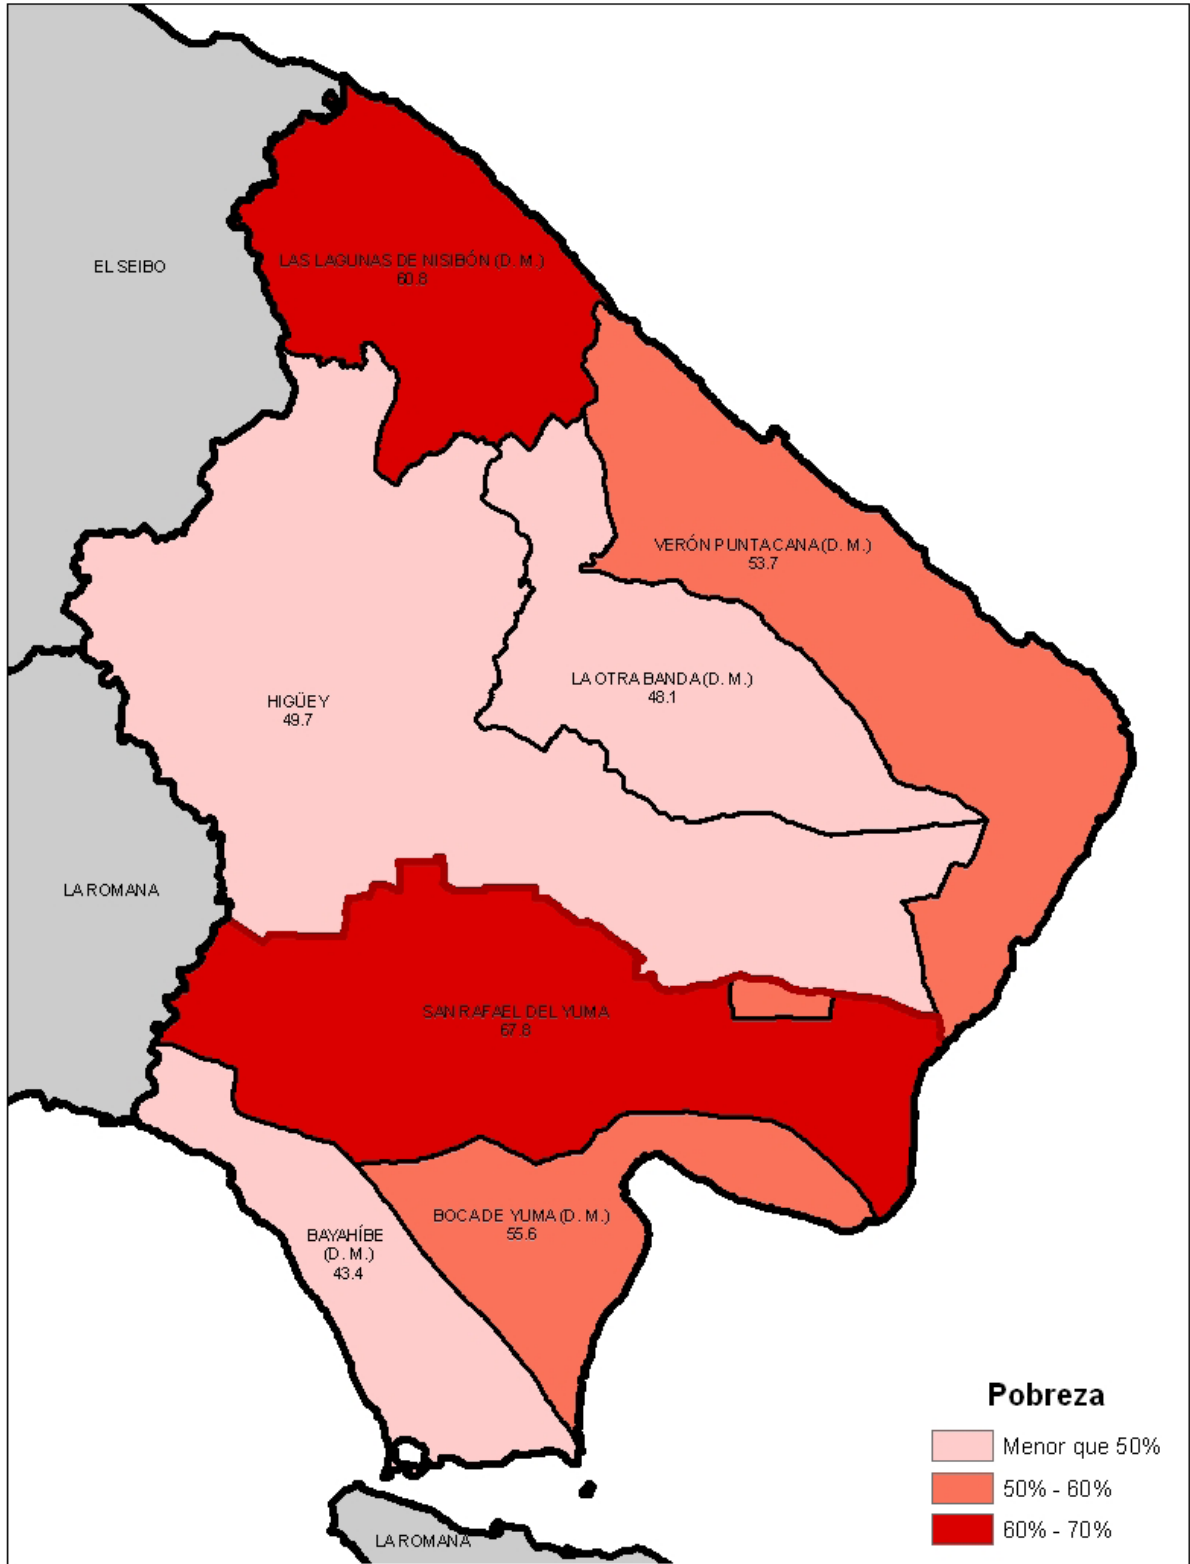 EL SEIBO
LAS LAGUNAS DE NISIBÓN (D. M.)
60.8
VERÓN PUNTA CANA (D. M.)
53.7
LA OTRA BANDA (D. M.)
48.1
HIGÜEY
49.7
LA ROMANA
SAN RAFAEL DEL YUMA
67.8
BOCA DE YUMA (D. M.)
55.6
BAYAHÍBE
(D. M.)
43.4
LA ROMANA
Pobreza
Menor que 50%
50% - 60%
60% - 70%